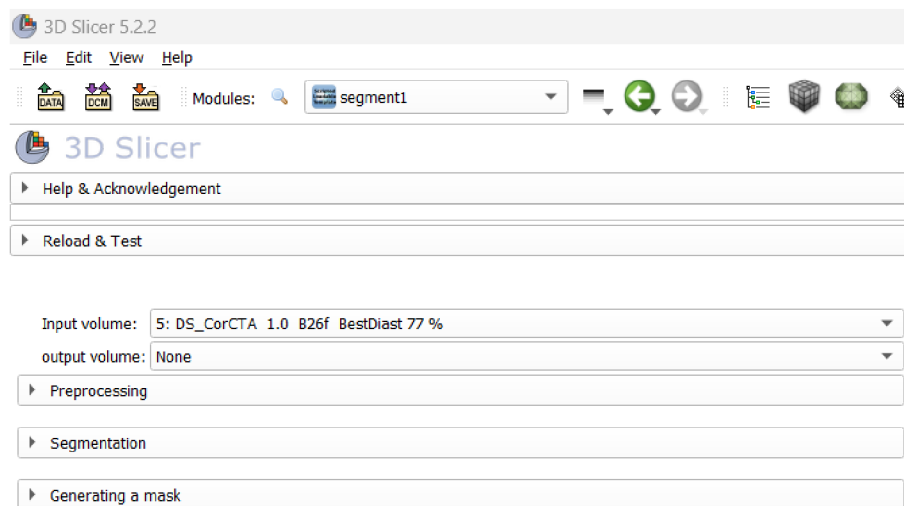 3D Slicer 5.2.2
File Edit View Help
DATA DCM SAVE Modules: segment1
3D Slicer
Help & Acknowledgement
Reload & Test
Input volume: 5: DS_CorCTA 1.0 B26f BestDiast 77 %
output volume: None
Preprocessing
Segmentation
Generating a mask